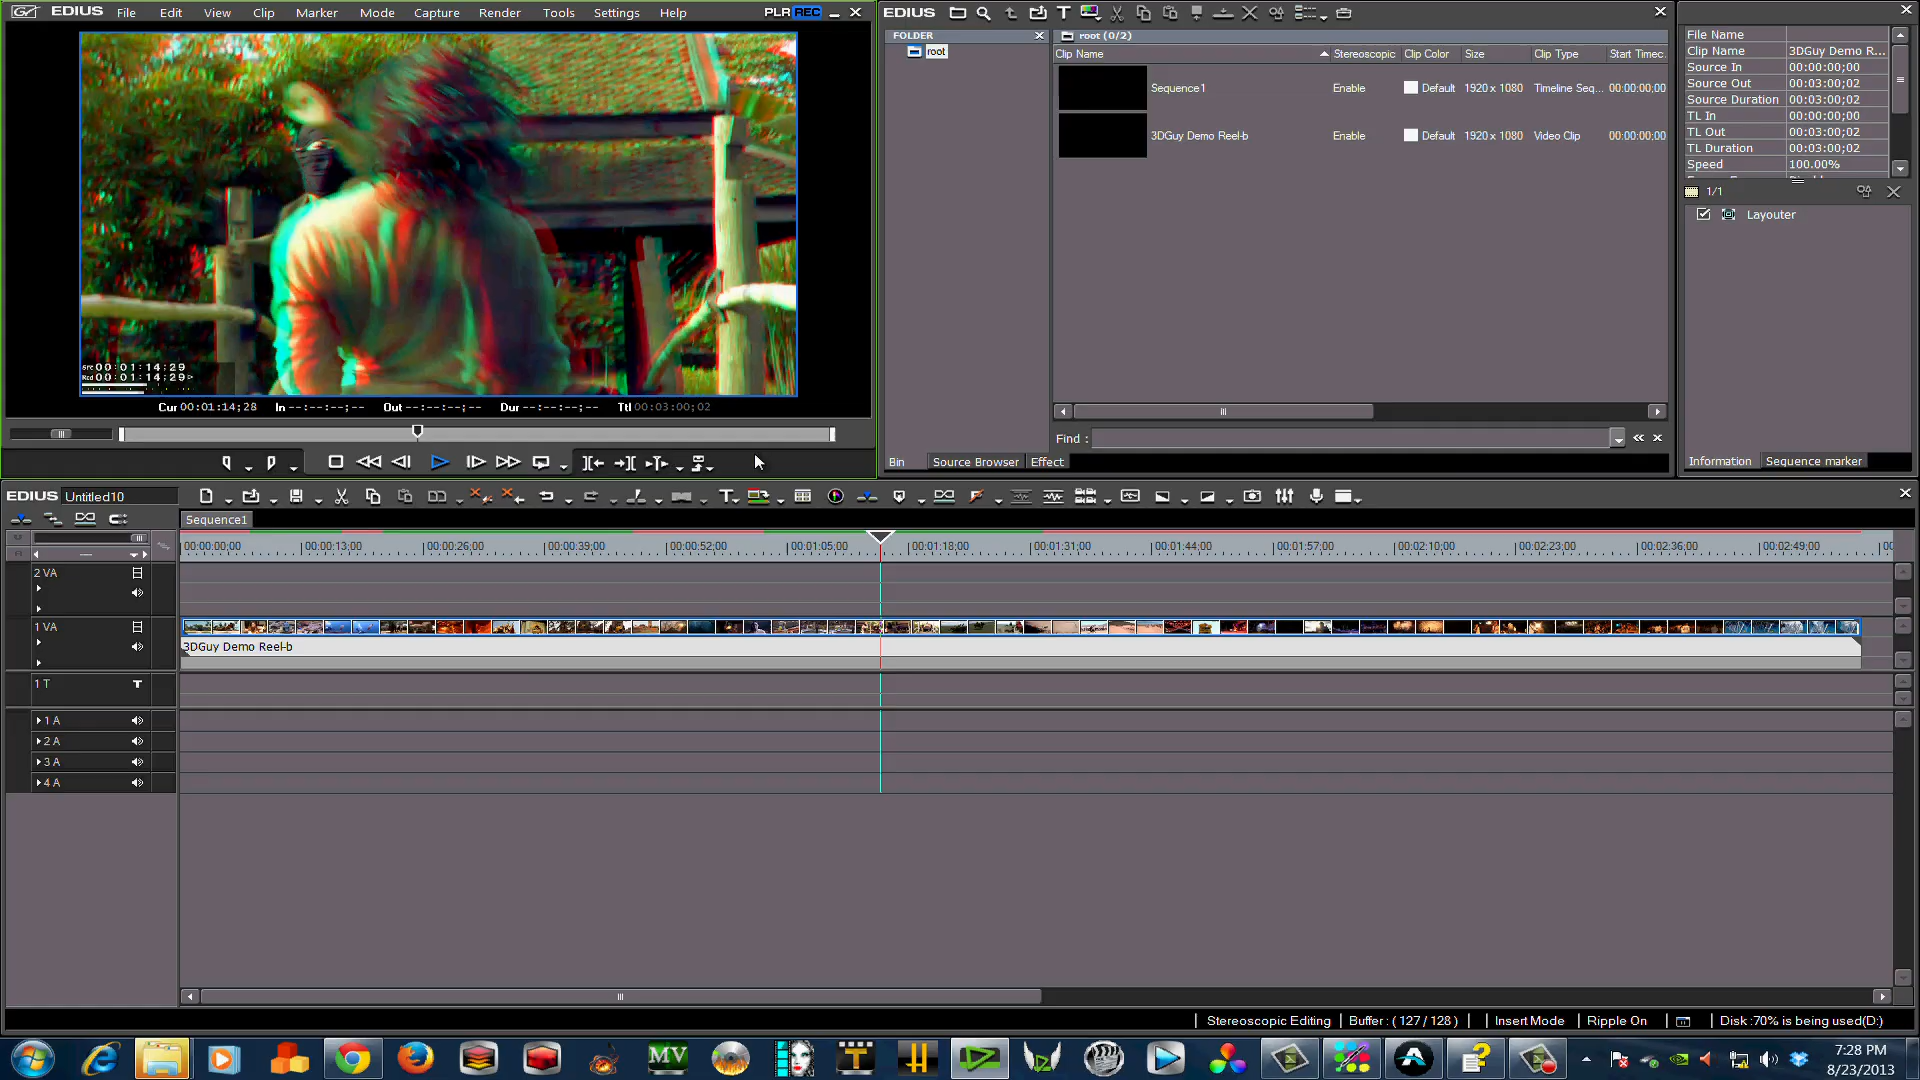 EDIUS File Edit View Clip Marker Mode Capture Render Tools Settings Help PLR REC
Src 00:01:14;29
Rcd 00:01:14;29>
Cur 00:01:14;28 In --:--:--;-- Out --:--:--;-- Dur --:--:--;-- Ttl 00:03:00;02
EDIUS
FOLDER
root
root (0/2)
Clip Name Stereoscopic Clip Color Size Clip Type Start Timec.
Sequence1 Enable Default 1920 x 1080 Timeline Seq... 00:00:00;00
3DGuy Demo Reel-b Enable Default 1920 x 1080 Video Clip 00:00:00;00
Find :
Bin Source Browser Effect
File Name
Clip Name 3DGuy Demo R...
Source In 00:00:00;00
Source Out 00:03:00;02
Source Duration 00:03:00;02
TL In 00:00:00;00
TL Out 00:03:00;02
TL Duration 00:03:00;02
Speed 100.00%
1/1
Layouter
Information Sequence marker
EDIUS Untitled10
Sequence1
00:00:00;00 00:00:13;00 00:00:26;00 00:00:39;00 00:00:52;00 00:01:05;00 00:01:18;00 00:01:31;00 00:01:44;00 00:01:57;00 00:02:10;00 00:02:23;00 00:02:36;00 00:02:49;00 00
2 VA
1 VA
3DGuy Demo Reel-b
1 T T
1 A
2 A
3 A
4 A
Stereoscopic Editing Buffer : ( 127 / 128 ) Insert Mode Ripple On Disk :70% is being used(D:)
MV
T
7:28 PM
8/23/2013